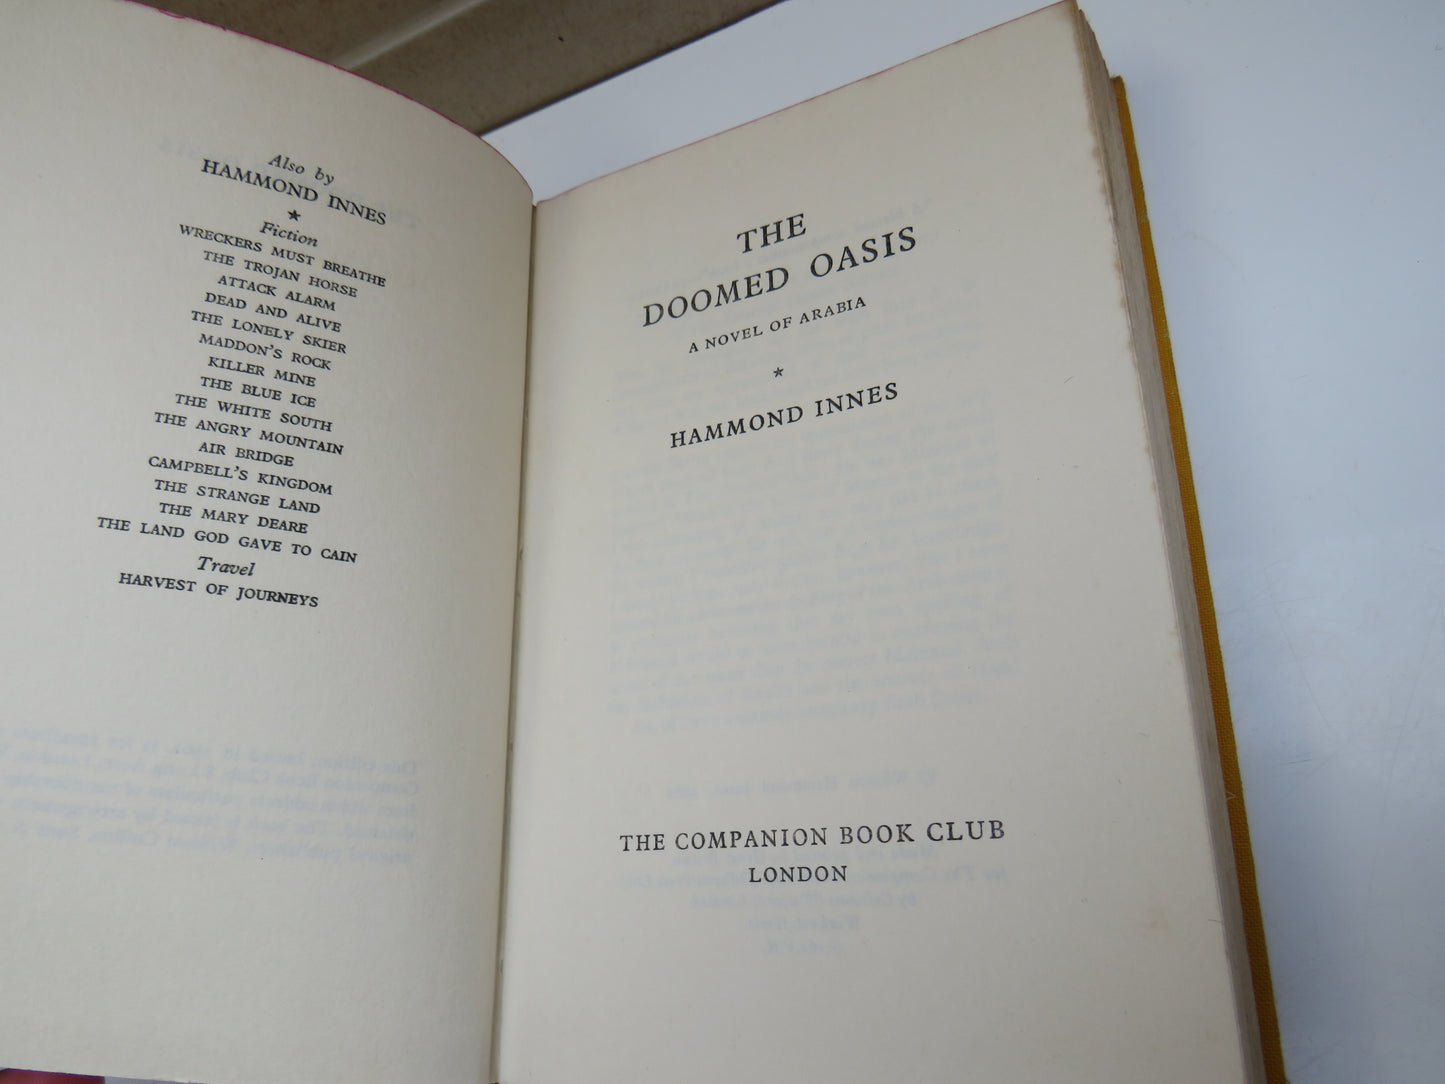 Also by
HAMMOND INNES
★
Fiction
WRECKERS MUST BREATHE
THE TROJAN HORSE
ATTACK ALARM
DEAD AND ALIVE
THE LONELY SKIER
MADDON'S ROCK
KILLER MINE
THE BLUE ICE
THE WHITE SOUTH
THE ANGRY MOUNTAIN
AIR BRIDGE
CAMPBELL'S KINGDOM
THE STRANGE LAND
THE MARY DEARE
THE LAND GOD GAVE TO CAIN
Travel
HARVEST OF JOURNEYS
THE
DOOMED OASIS
A NOVEL OF ARABIA
★
HAMMOND INNES
THE COMPANION BOOK CLUB
LONDON